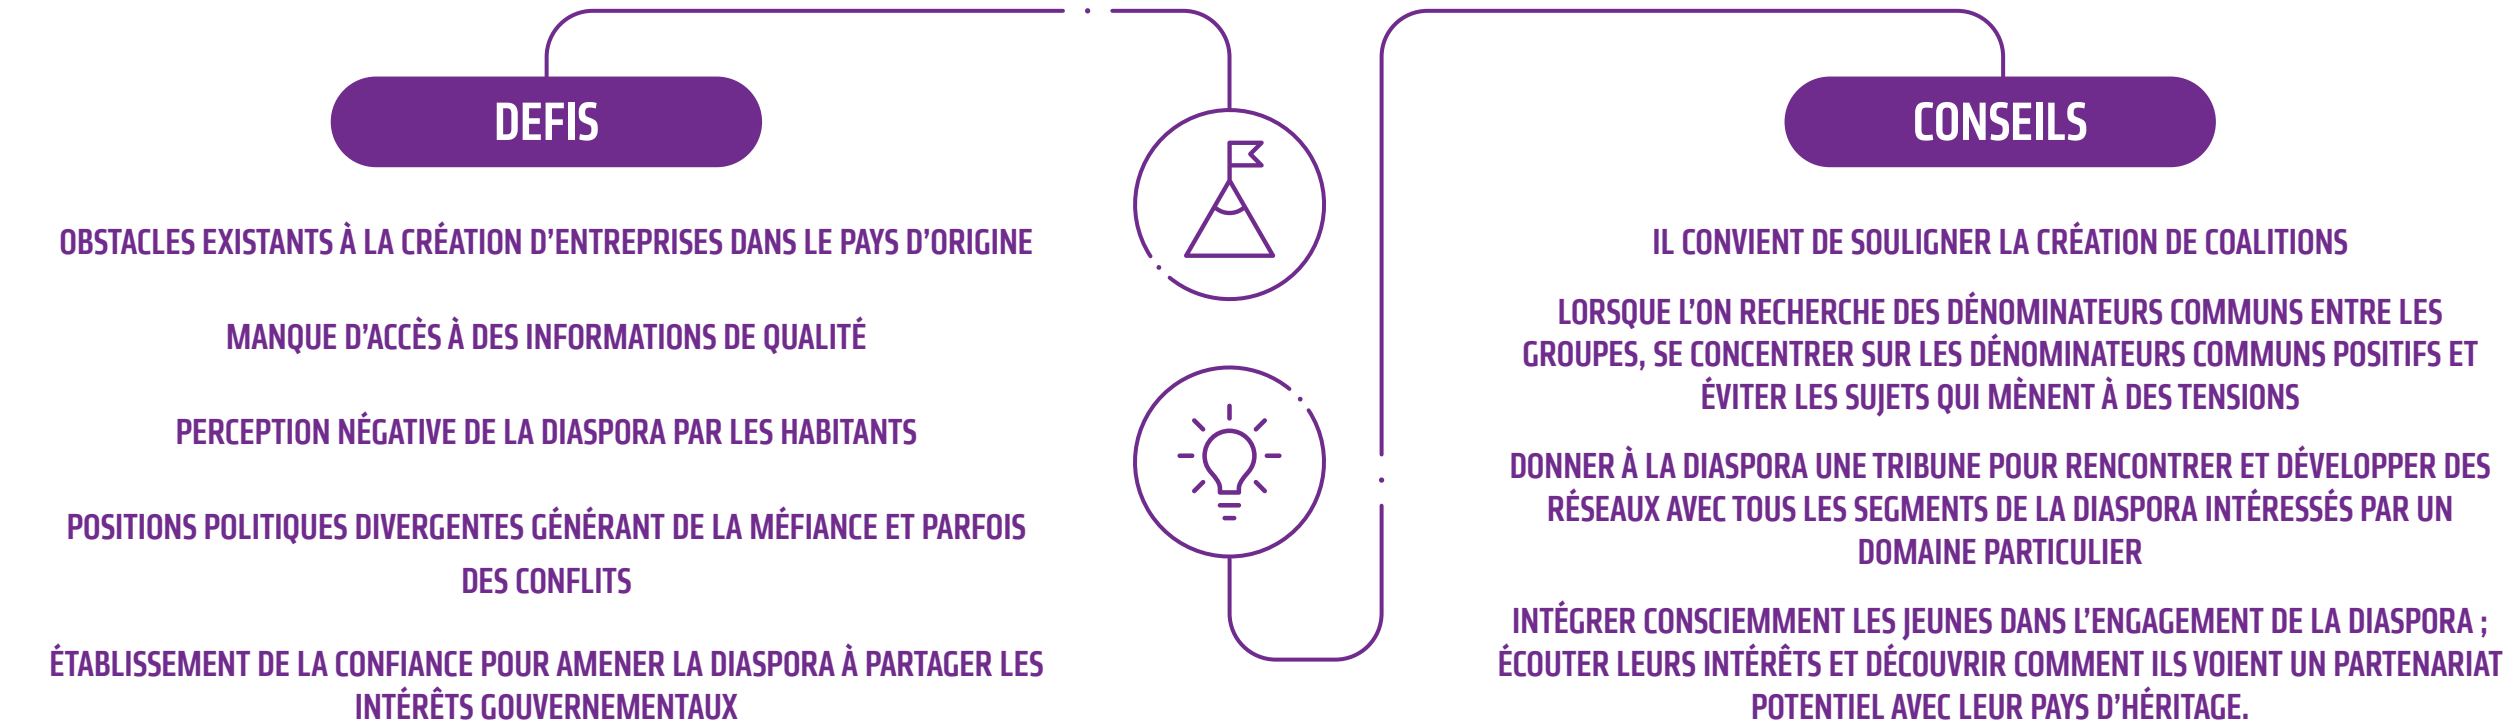 DEFIS
OBSTACLES EXISTANTS À LA CRÉATION D’ENTREPRISES DANS LE PAYS D’ORIGINE
MANQUE D’ACCÈS À DES INFORMATIONS DE QUALITÉ
PERCEPTION NÉGATIVE DE LA DIASPORA PAR LES HABITANTS
POSITIONS POLITIQUES DIVERGENTES GÉNÉRANT DE LA MÉFIANCE ET PARFOIS
DES CONFLITS
ÉTABLISSEMENT DE LA CONFIANCE POUR AMENER LA DIASPORA À PARTAGER LES
INTÉRÊTS GOUVERNEMENTAUX
CONSEILS
IL CONVIENT DE SOULIGNER LA CRÉATION DE COALITIONS
LORSQUE L’ON RECHERCHE DES DÉNOMINATEURS COMMUNS ENTRE LES
GROUPES, SE CONCENTRER SUR LES DÉNOMINATEURS COMMUNS POSITIFS ET
ÉVITER LES SUJETS QUI MÈNENT À DES TENSIONS
DONNER À LA DIASPORA UNE TRIBUNE POUR RENCONTRER ET DÉVELOPPER DES
RÉSEAUX AVEC TOUS LES SEGMENTS DE LA DIASPORA INTÉRESSÉS PAR UN
DOMAINE PARTICULIER
INTÉGRER CONSCIEMMENT LES JEUNES DANS L’ENGAGEMENT DE LA DIASPORA ;
ÉCOUTER LEURS INTÉRÊTS ET DÉCOUVRIR COMMENT ILS VOIENT UN PARTENARIAT
POTENTIEL AVEC LEUR PAYS D’HÉRITAGE.